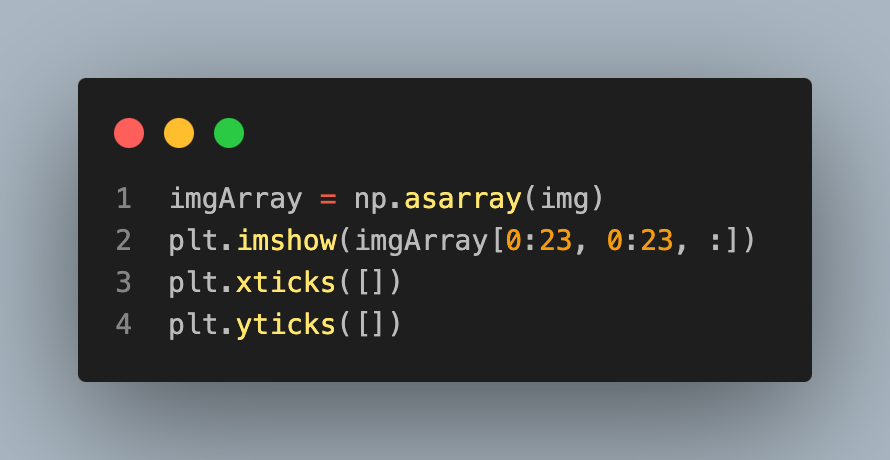 1 imgArray = np.asarray(img)
2 plt.imshow(imgArray[0:23, 0:23, :])
3 plt.xticks([])
4 plt.yticks([])